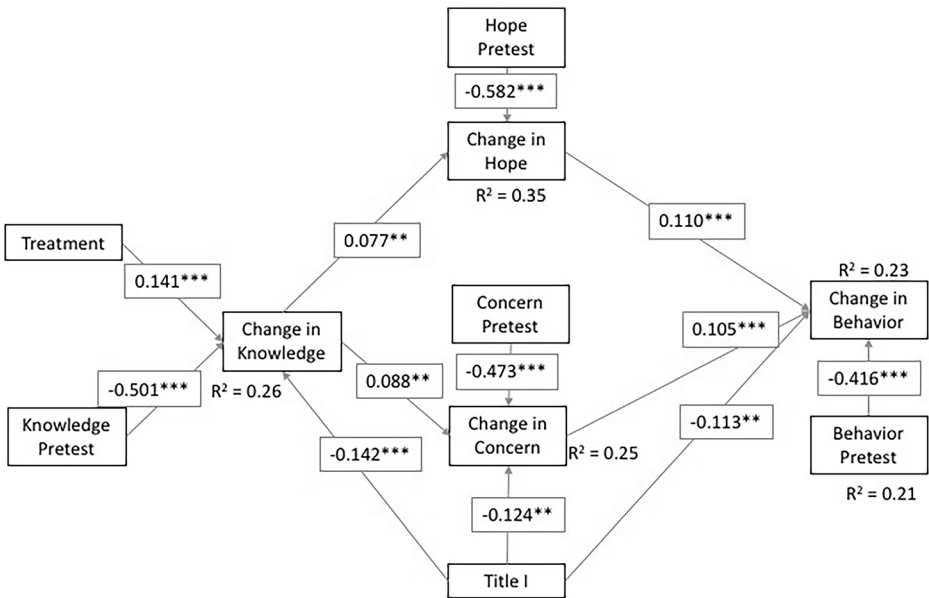 Hope
Pretest
-0.582***
Change in
Hope
R² = 0.35
0.077**
0.110***
Treatment
0.141***
R² = 0.23
Change in
Behavior
Concern
Pretest
Change in
Knowledge
0.105***
-0.473***
0.088**
-0.416***
-0.501***
R² = 0.26
Knowledge
Pretest
Change in
Concern
-0.113**
-0.142***
R² = 0.25
Behavior
Pretest
R² = 0.21
-0.124**
Title I